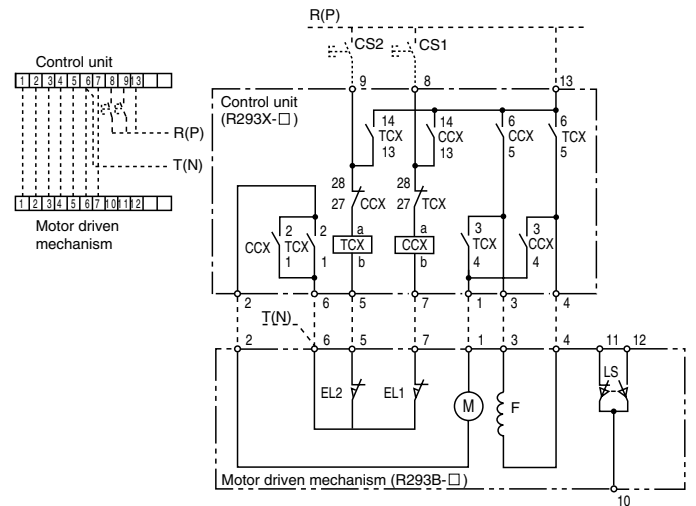 R(P)
CS2
CS1
Control unit
1 2 3 4 5 6 7 8 9 13
R(P)
T(N)
1 2 3 4 5 6 7 10 11 12
Motor driven
mechanism
9
8
13
Control unit
(R293X-□)
14
TCX
13
14
CCX
13
6
CCX
5
6
TCX
5
28
27
CCX
28
27
TCX
CCX
2
1
TCX
2
1
a
TCX
b
a
CCX
b
3
TCX
4
3
CCX
4
2
6
5
7
1
3
4
T(N)
2
6
5
7
1
3
4
11
12
EL2
EL1
M
F
LS
Motor driven mechanism (R293B-□)
10